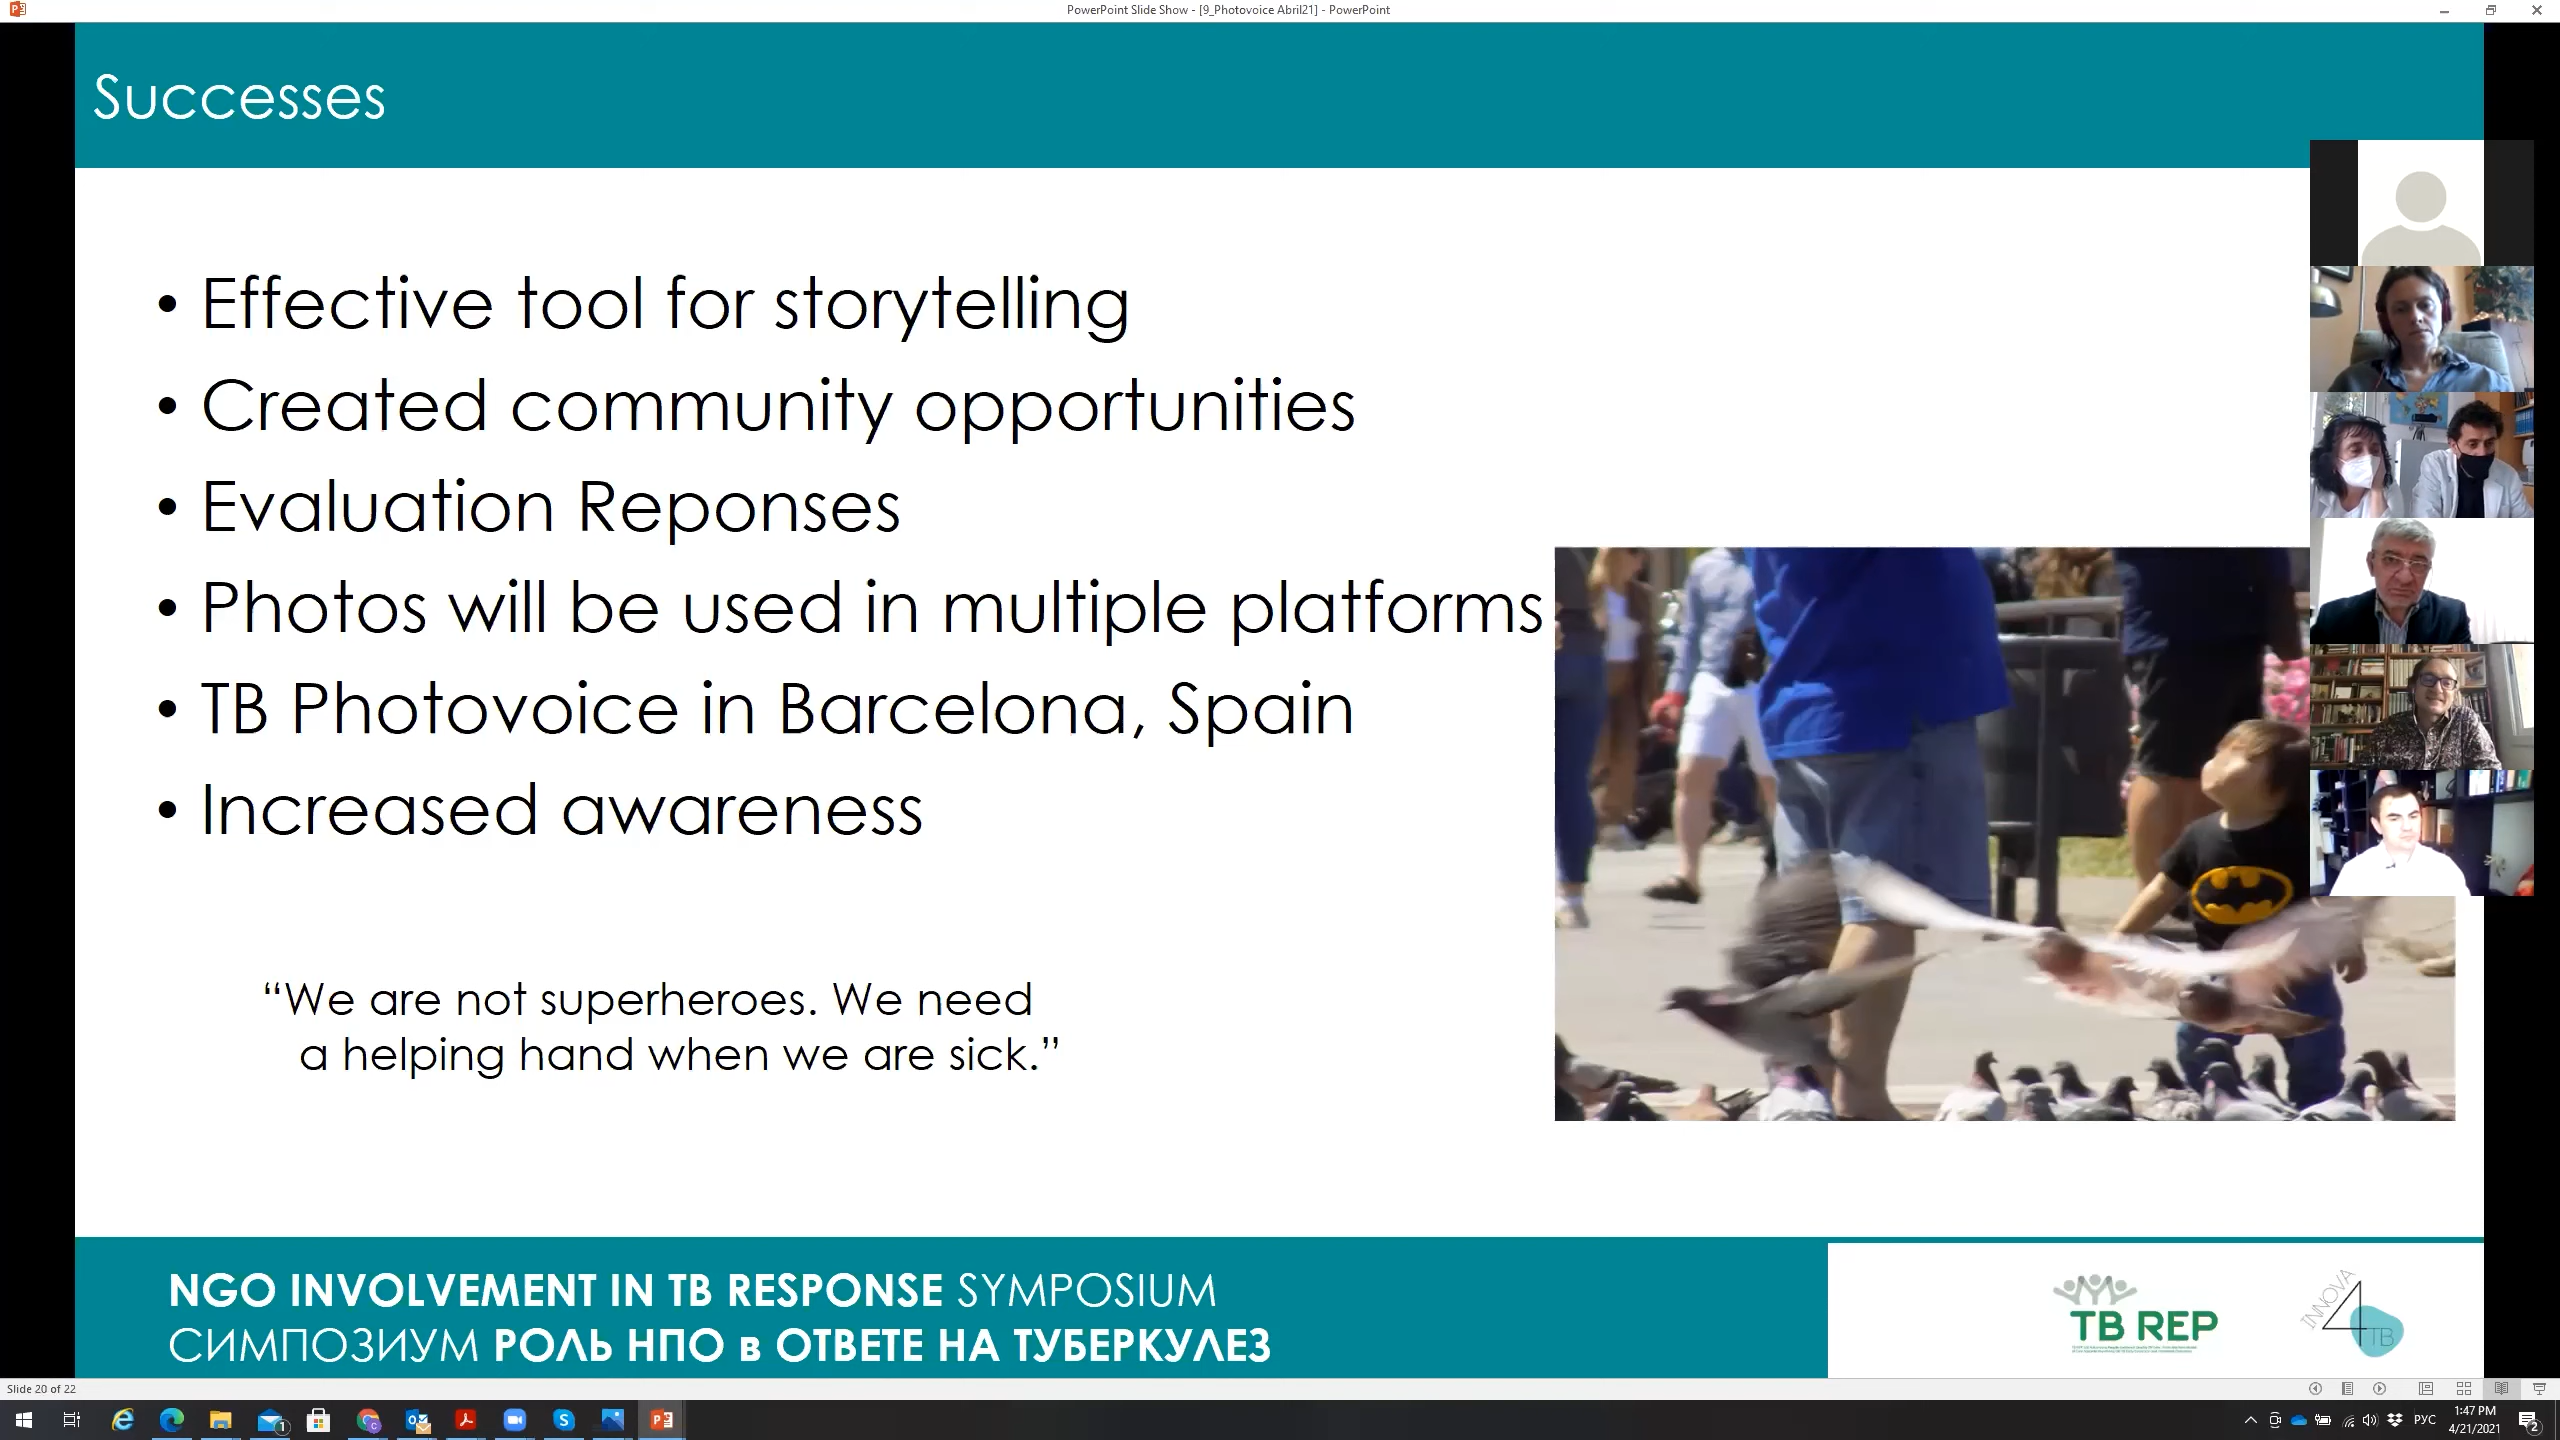 PowerPoint Slide Show - [9_Photovoice Abril21] - PowerPoint
Successes
• Effective tool for storytelling
• Created community opportunities
• Evaluation Reponses
• Photos will be used in multiple platforms
• TB Photovoice in Barcelona, Spain
• Increased awareness
“We are not superheroes. We need
a helping hand when we are sick.”
NGO INVOLVEMENT IN TB RESPONSE SYMPOSIUM
СИМПОЗИУМ РОЛЬ НПО в ОТВЕТЕ НА ТУБЕРКУЛЕЗ
TB REP
INNOVA
4
TB
Slide 20 of 22
РУС
1:47 PM
4/21/2021